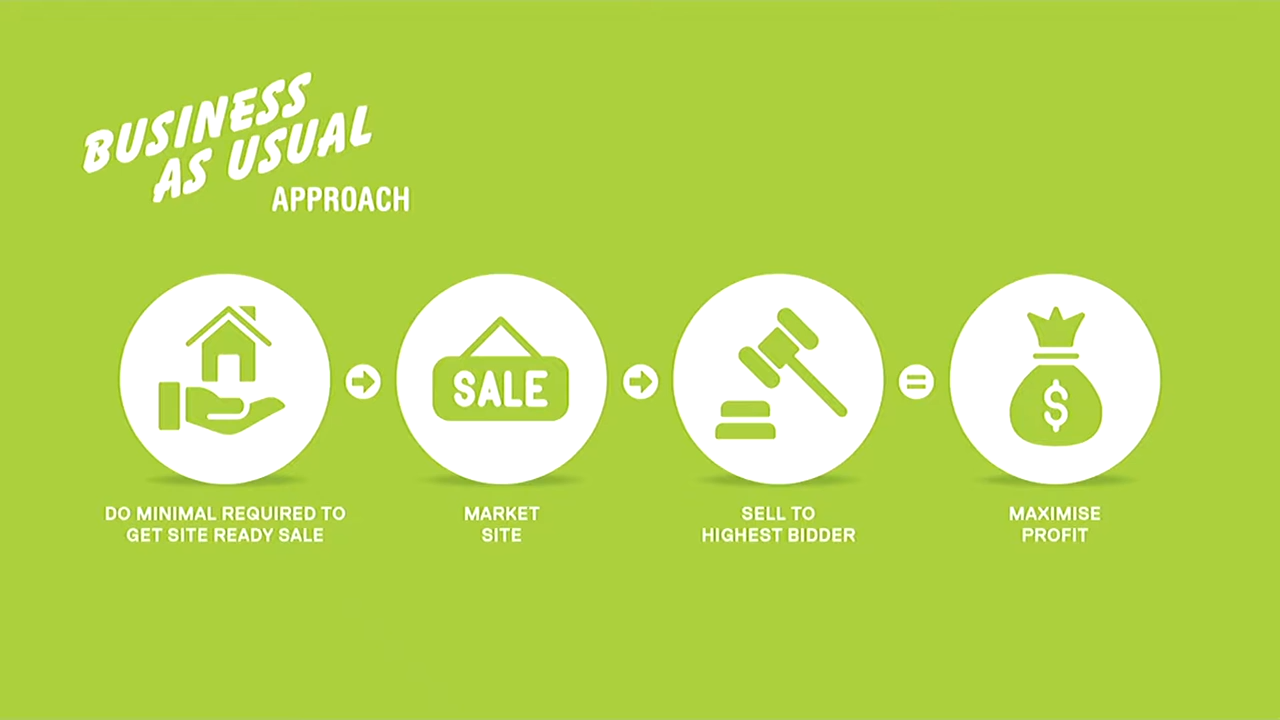 BUSINESS
AS USUAL
APPROACH
SALE
$
DO MINIMAL REQUIRED TO
GET SITE READY SALE
MARKET
SITE
SELL TO
HIGHEST BIDDER
MAXIMISE
PROFIT